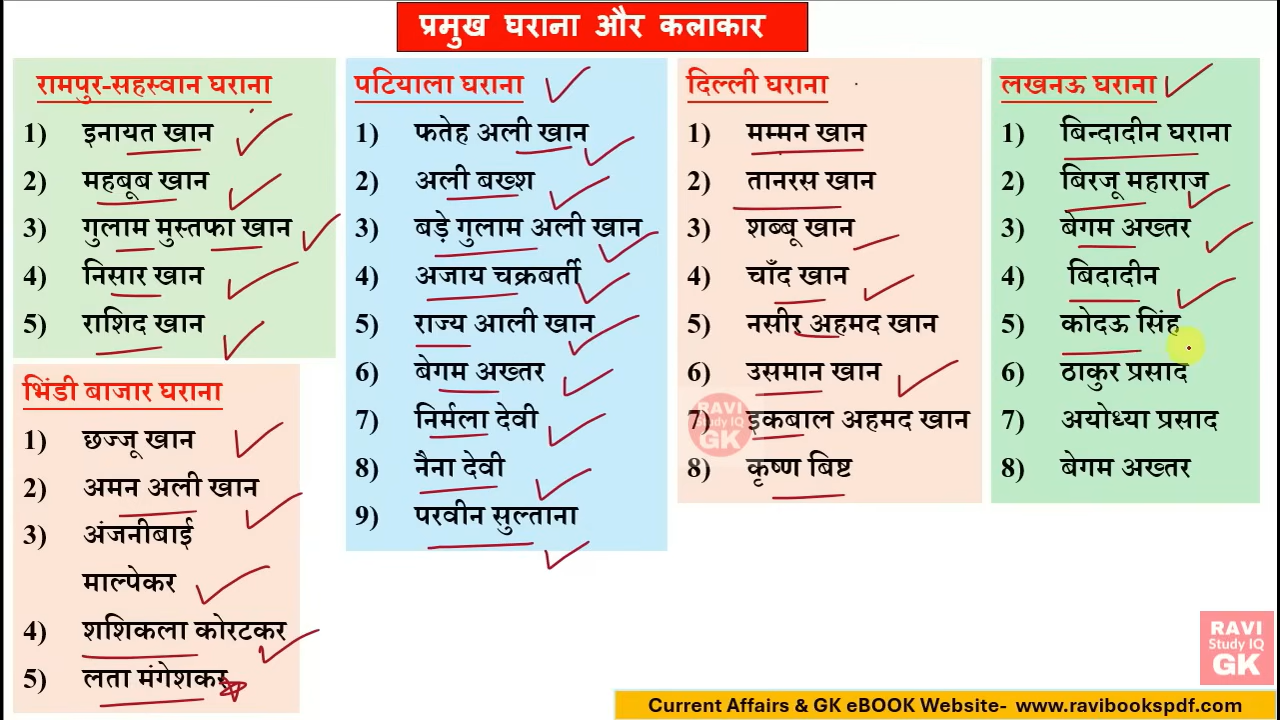 प्रमुख घराना और कलाकार
रामपुर-सहस्वान घराना
1) इनायत खान
2) महबूब खान
3) गुलाम मुस्तफा खान
4) निसार खान
5) राशिद खान
भिंडी बाजार घराना
1) छज्जू खान
2) अमन अली खान
3) अंजनीबाई
माल्पेकर
4) शशिकला कोरटकर
5) लता मंगेशकर
पटियाला घराना
1) फतेह अली खान
2) अली बख्श
3) बड़े गुलाम अली खान
4) अजाय चक्रबर्ती
5) राज्य आली खान
6) बेगम अख्तर
7) निर्मला देवी
8) नैना देवी
9) परवीन सुल्ताना
दिल्ली घराना
1) मम्मन खान
2) तानरस खान
3) शब्बू खान
4) चाँद खान
5) नसीर अहमद खान
6) उसमान खान
7) इकबाल अहमद खान
8) कृष्ण बिष्ट
लखनऊ घराना
1) बिन्दादीन घराना
2) बिरजू महाराज
3) बेगम अख्तर
4) बिदादीन
5) कोदऊ सिंह
6) ठाकुर प्रसाद
7) अयोध्या प्रसाद
8) बेगम अख्तर
RAVI
Study IQ
GK
RAVI
Study IQ
GK
Current Affairs & GK eBOOK Website- www.ravibookspdf.com